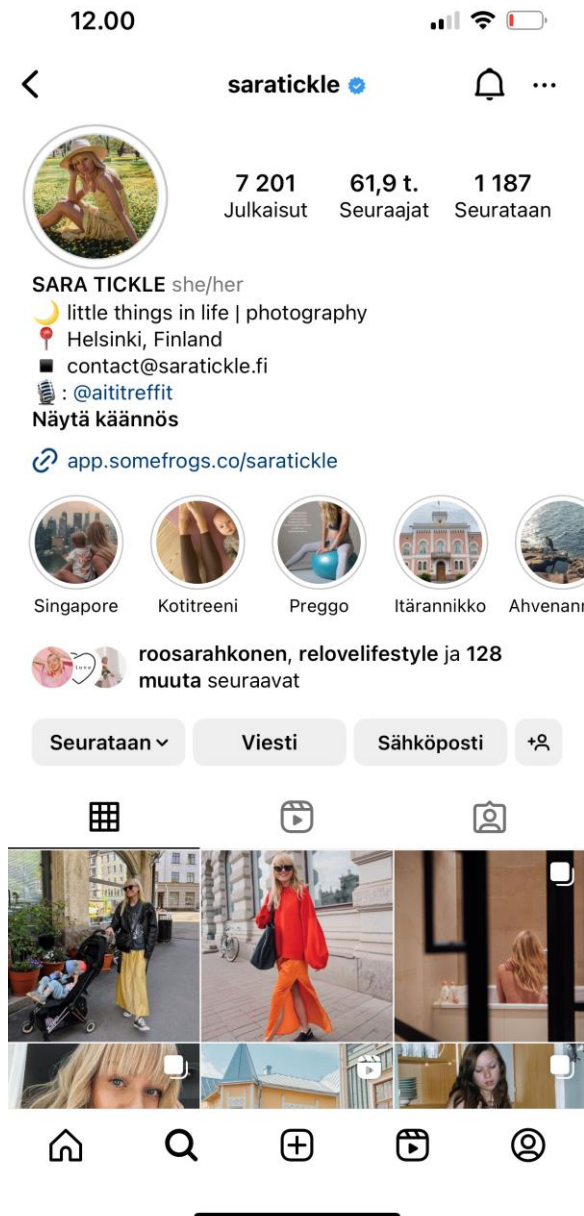 12.00
saratickle
7 201 61,9 t. 1 187
Julkaisut Seuraajat Seurataan
SARA TICKLE she/her
🌙 little things in life | photography
📍 Helsinki, Finland
◾ contact@saratickle.fi
🎙️: @aititreffit
Näytä käännös
app.somefrogs.co/saratickle
Singapore Kotitreeni Preggo Itärannikko Ahvenann
roosarahkonen, relovelifestyle ja 128
muuta seuraavat
Seurataan Viesti Sähköposti